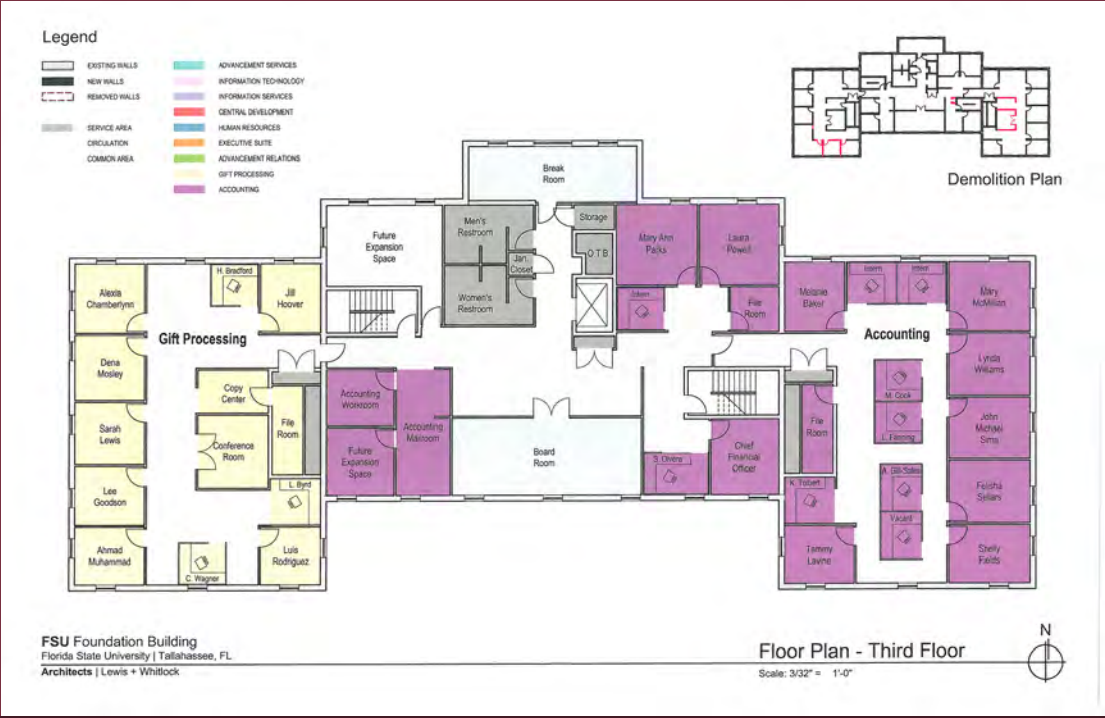 Legend
EXISTING WALLS
NEW WALLS
REMOVED WALLS
SERVICE AREA
CIRCULATION
COMMON AREA
ADVANCEMENT SERVICES
INFORMATION TECHNOLOGY
INFORMATION SERVICES
CENTRAL DEVELOPMENT
HUMAN RESOURCES
EXECUTIVE SUITE
ADVANCEMENT RELATIONS
GIFT PROCESSING
ACCOUNTING
Demolition Plan
Break
Room
Future
Expansion
Space
Men's
Restroom
Storage
O.T.B.
Jan.
Closet
Women's
Restroom
Mary Ann
Parks
Laura
Powell
Intern
File
Room
Alexia
Chamberlynn
H. Bredford
Jill
Hoover
Gift Processing
Dena
Mosley
Copy
Center
Sarah
Lewis
File
Room
Conference
Room
Lee
Goodson
L. Byrd
Ahmad
Muhammad
C. Wagner
Luis
Rodriguez
Accounting
Workroom
Accounting
Mailroom
Future
Expansion
Space
Board
Room
Chief
Financial
Officer
Melanie
Baker
Intern
Intern
Mary
McMillan
Accounting
Lynda
Williams
M. Cook
File
Room
L. Fleming
John
Michael
Sims
K. Tolbert
Felisha
Sellars
Vacant
Tammy
Lavine
Shelly
Fields
FSU Foundation Building
Florida State University | Tallahassee, FL
Architects | Lewis + Whitlock
Floor Plan - Third Floor
Scale: 3/32" = 1'-0"
N